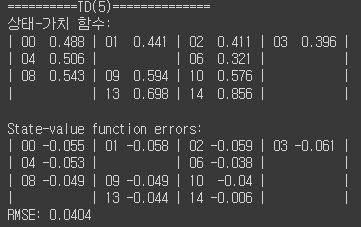 ==========TD(5)==============
상태-가치 함수:
| 00 0.488 | 01 0.441 | 02 0.411 | 03 0.396 |
| 04 0.506 | | 06 0.321 | |
| 08 0.543 | 09 0.594 | 10 0.576 | |
| | 13 0.698 | 14 0.856 | |
State-value function errors:
| 00 -0.055 | 01 -0.058 | 02 -0.059 | 03 -0.061 |
| 04 -0.053 | | 06 -0.038 | |
| 08 -0.049 | 09 -0.049 | 10 -0.04 | |
| | 13 -0.044 | 14 -0.006 | |
RMSE: 0.0404